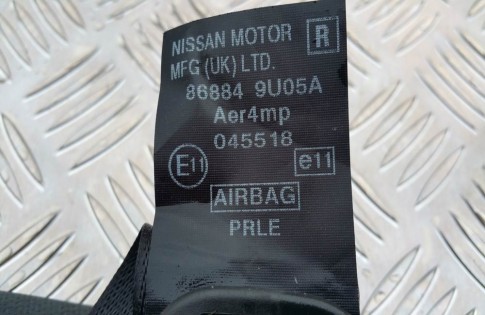 NISSAN MOTOR R
MFG (UK) LTD.
86884 9U05A
Aer4mp
045518
E11 e11
AIRBAG
PRLE